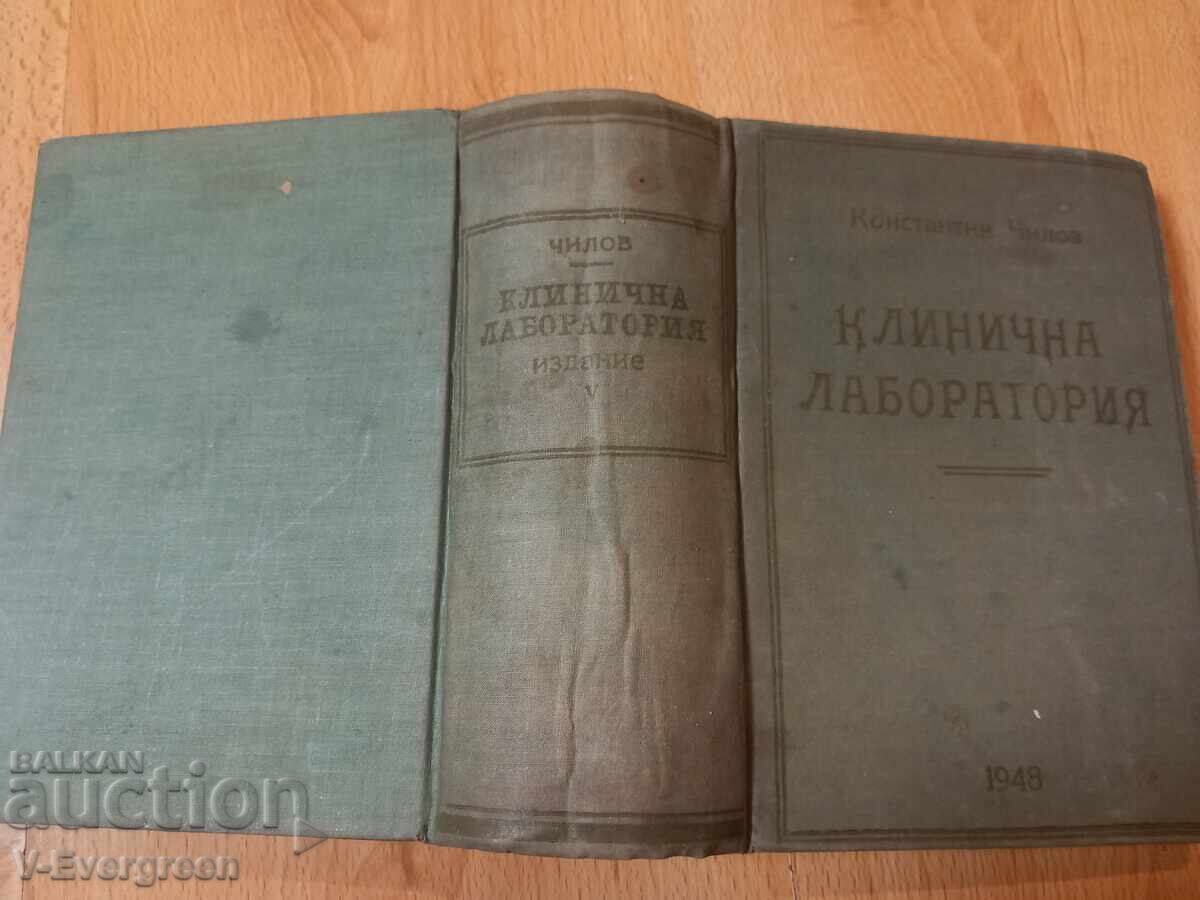 ЧИЛОВ
КЛИНИЧНА
ЛАБОРАТОРИЯ
издание
V
Константин Чилов
КЛИНИЧНА
ЛАБОРАТОРИЯ
1948
BALKAN
auction
V-Evergreen